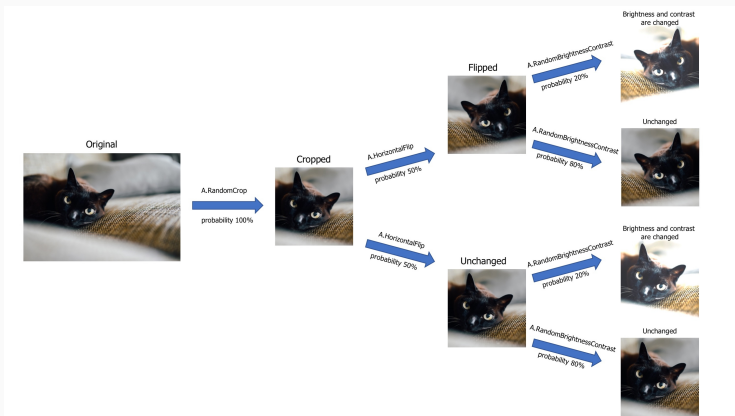 Original
A.RandomCrop
probability 100%
Cropped
A.HorizontalFlip
probability 50%
A.HorizontalFlip
probability 50%
Flipped
A.RandomBrightnessContrast
probability 20%
A.RandomBrightnessContrast
probability 80%
Brightness and contrast
are changed
Unchanged
Unchanged
A.RandomBrightnessContrast
probability 20%
A.RandomBrightnessContrast
probability 80%
Brightness and contrast
are changed
Unchanged